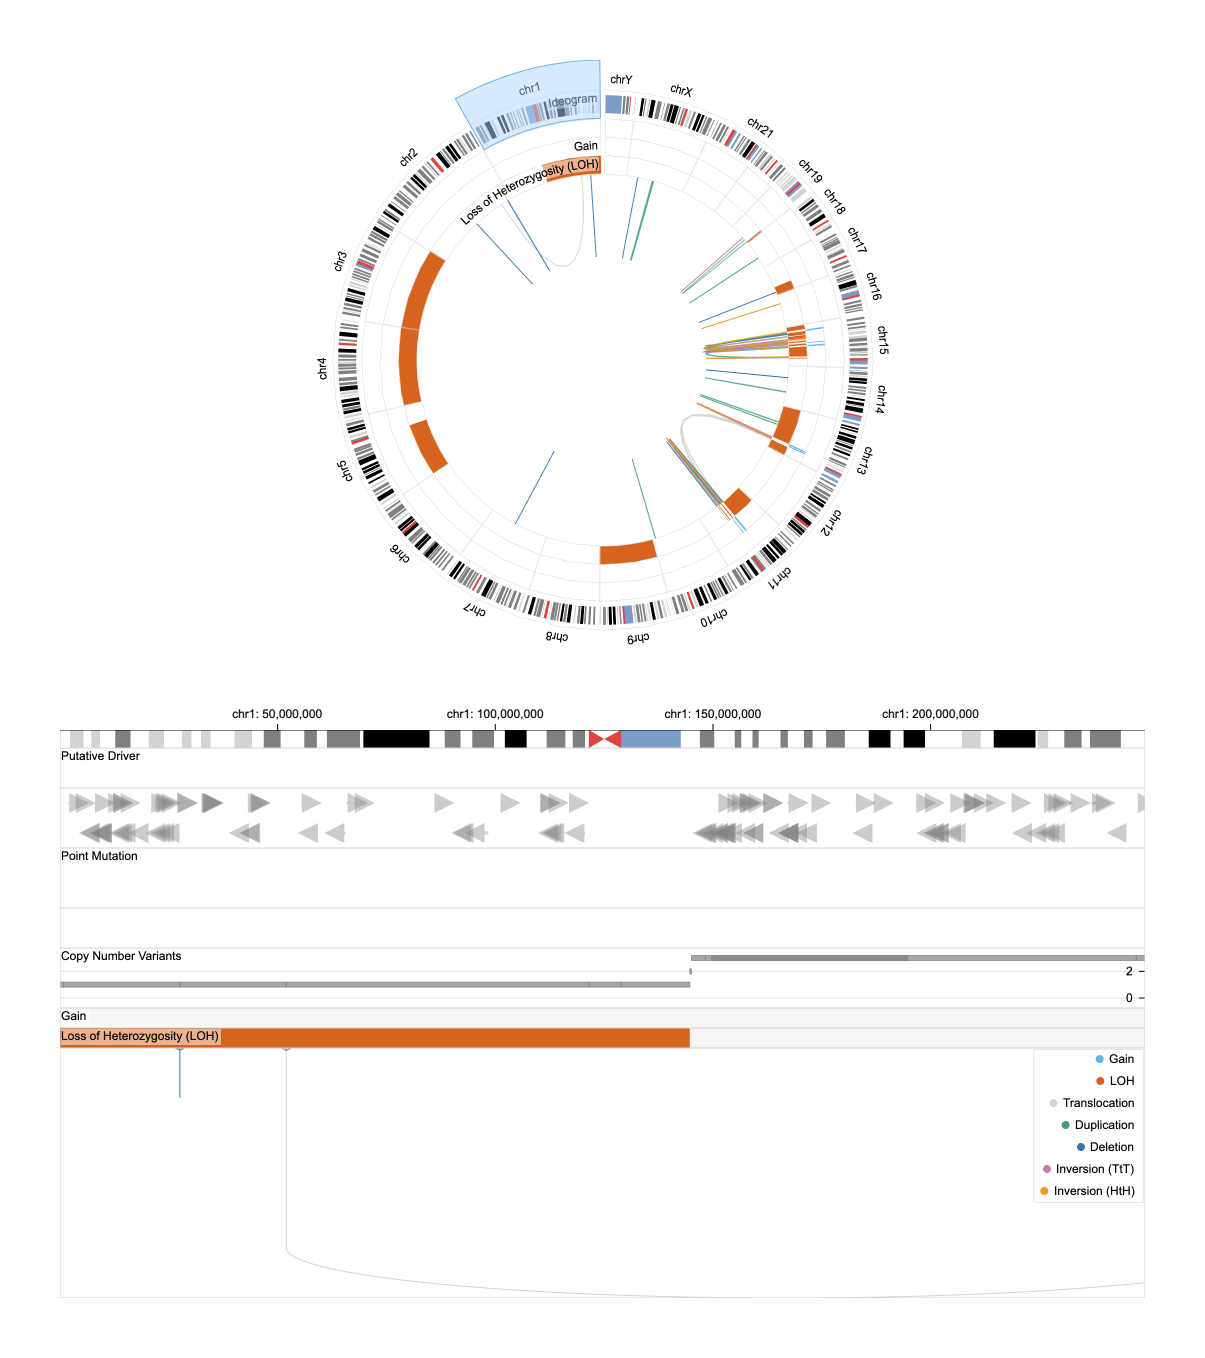 chrY
chrX
chr1
Ideogram
chr21
Gain
chr2
Loss of Heterozygosity (LOH)
chr19
chr18
chr17
chr3
chr16
chr15
chr4
chr14
chr13
chr5
chr12
chr6
chr11
chr7
chr10
chr8
chr9
chr1: 50,000,000
chr1: 100,000,000
chr1: 150,000,000
chr1: 200,000,000
Putative Driver
Point Mutation
Copy Number Variants
2
0
Gain
Loss of Heterozygosity (LOH)
Gain
LOH
Translocation
Duplication
Deletion
Inversion (TtT)
Inversion (HtH)